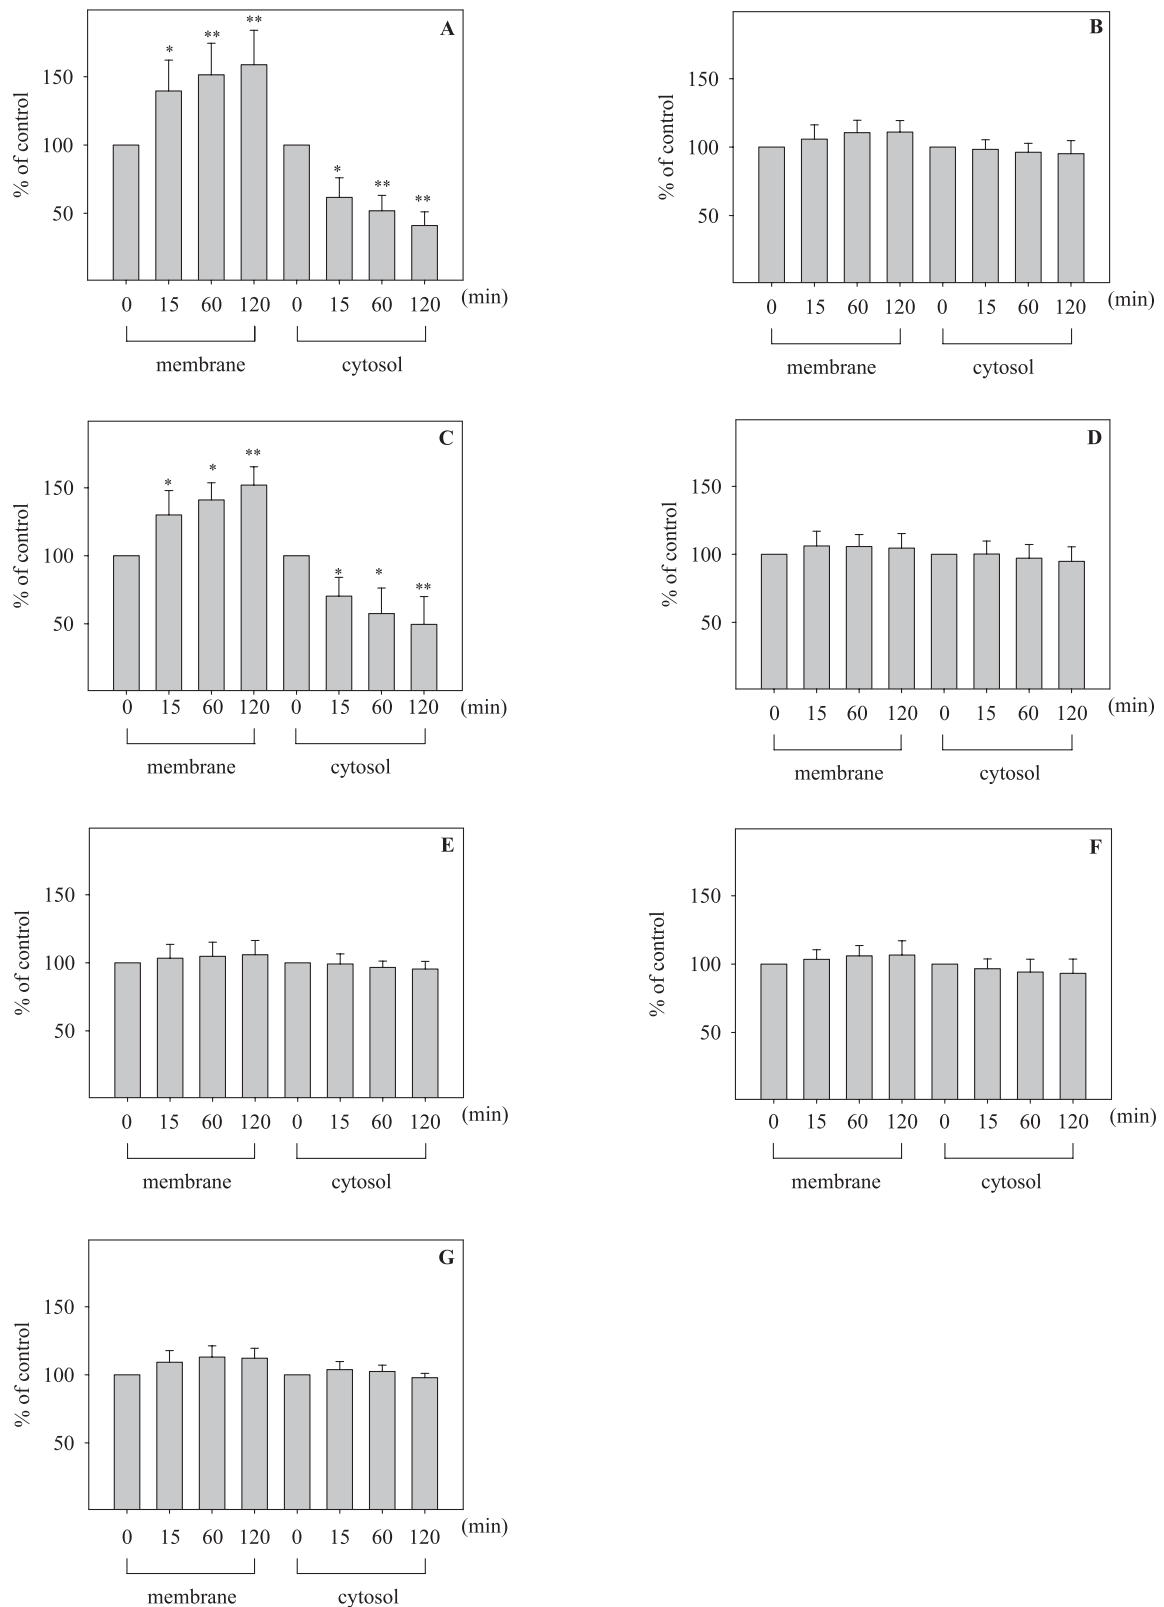 A
% of control
150
100
50
* ** ** * ** **
0 15 60 120 0 15 60 120 (min)
membrane cytosol
B
% of control
150
100
50
0 15 60 120 0 15 60 120 (min)
membrane cytosol
C
% of control
150
100
50
* * ** * * **
0 15 60 120 0 15 60 120 (min)
membrane cytosol
D
% of control
150
100
50
0 15 60 120 0 15 60 120 (min)
membrane cytosol
E
% of control
150
100
50
0 15 60 120 0 15 60 120 (min)
membrane cytosol
F
% of control
150
100
50
0 15 60 120 0 15 60 120 (min)
membrane cytosol
G
% of control
150
100
50
0 15 60 120 0 15 60 120 (min)
membrane cytosol